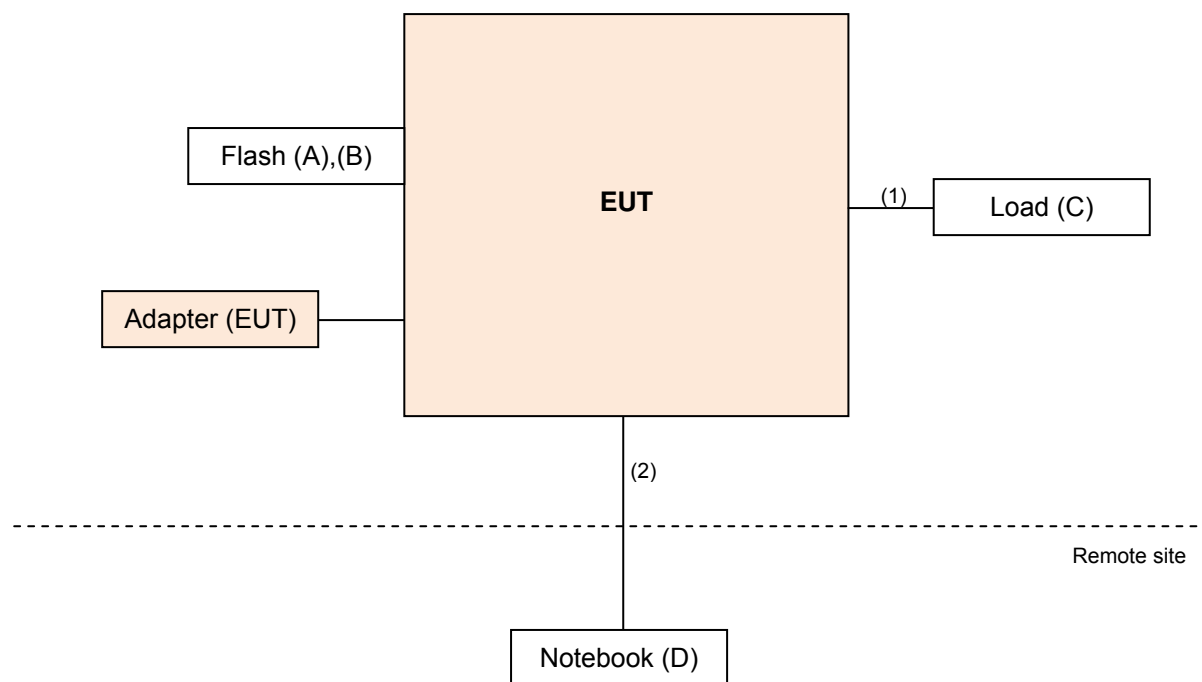 Flash (A),(B)
EUT
(1)
Load (C)
Adapter (EUT)
(2)
Remote site
Notebook (D)